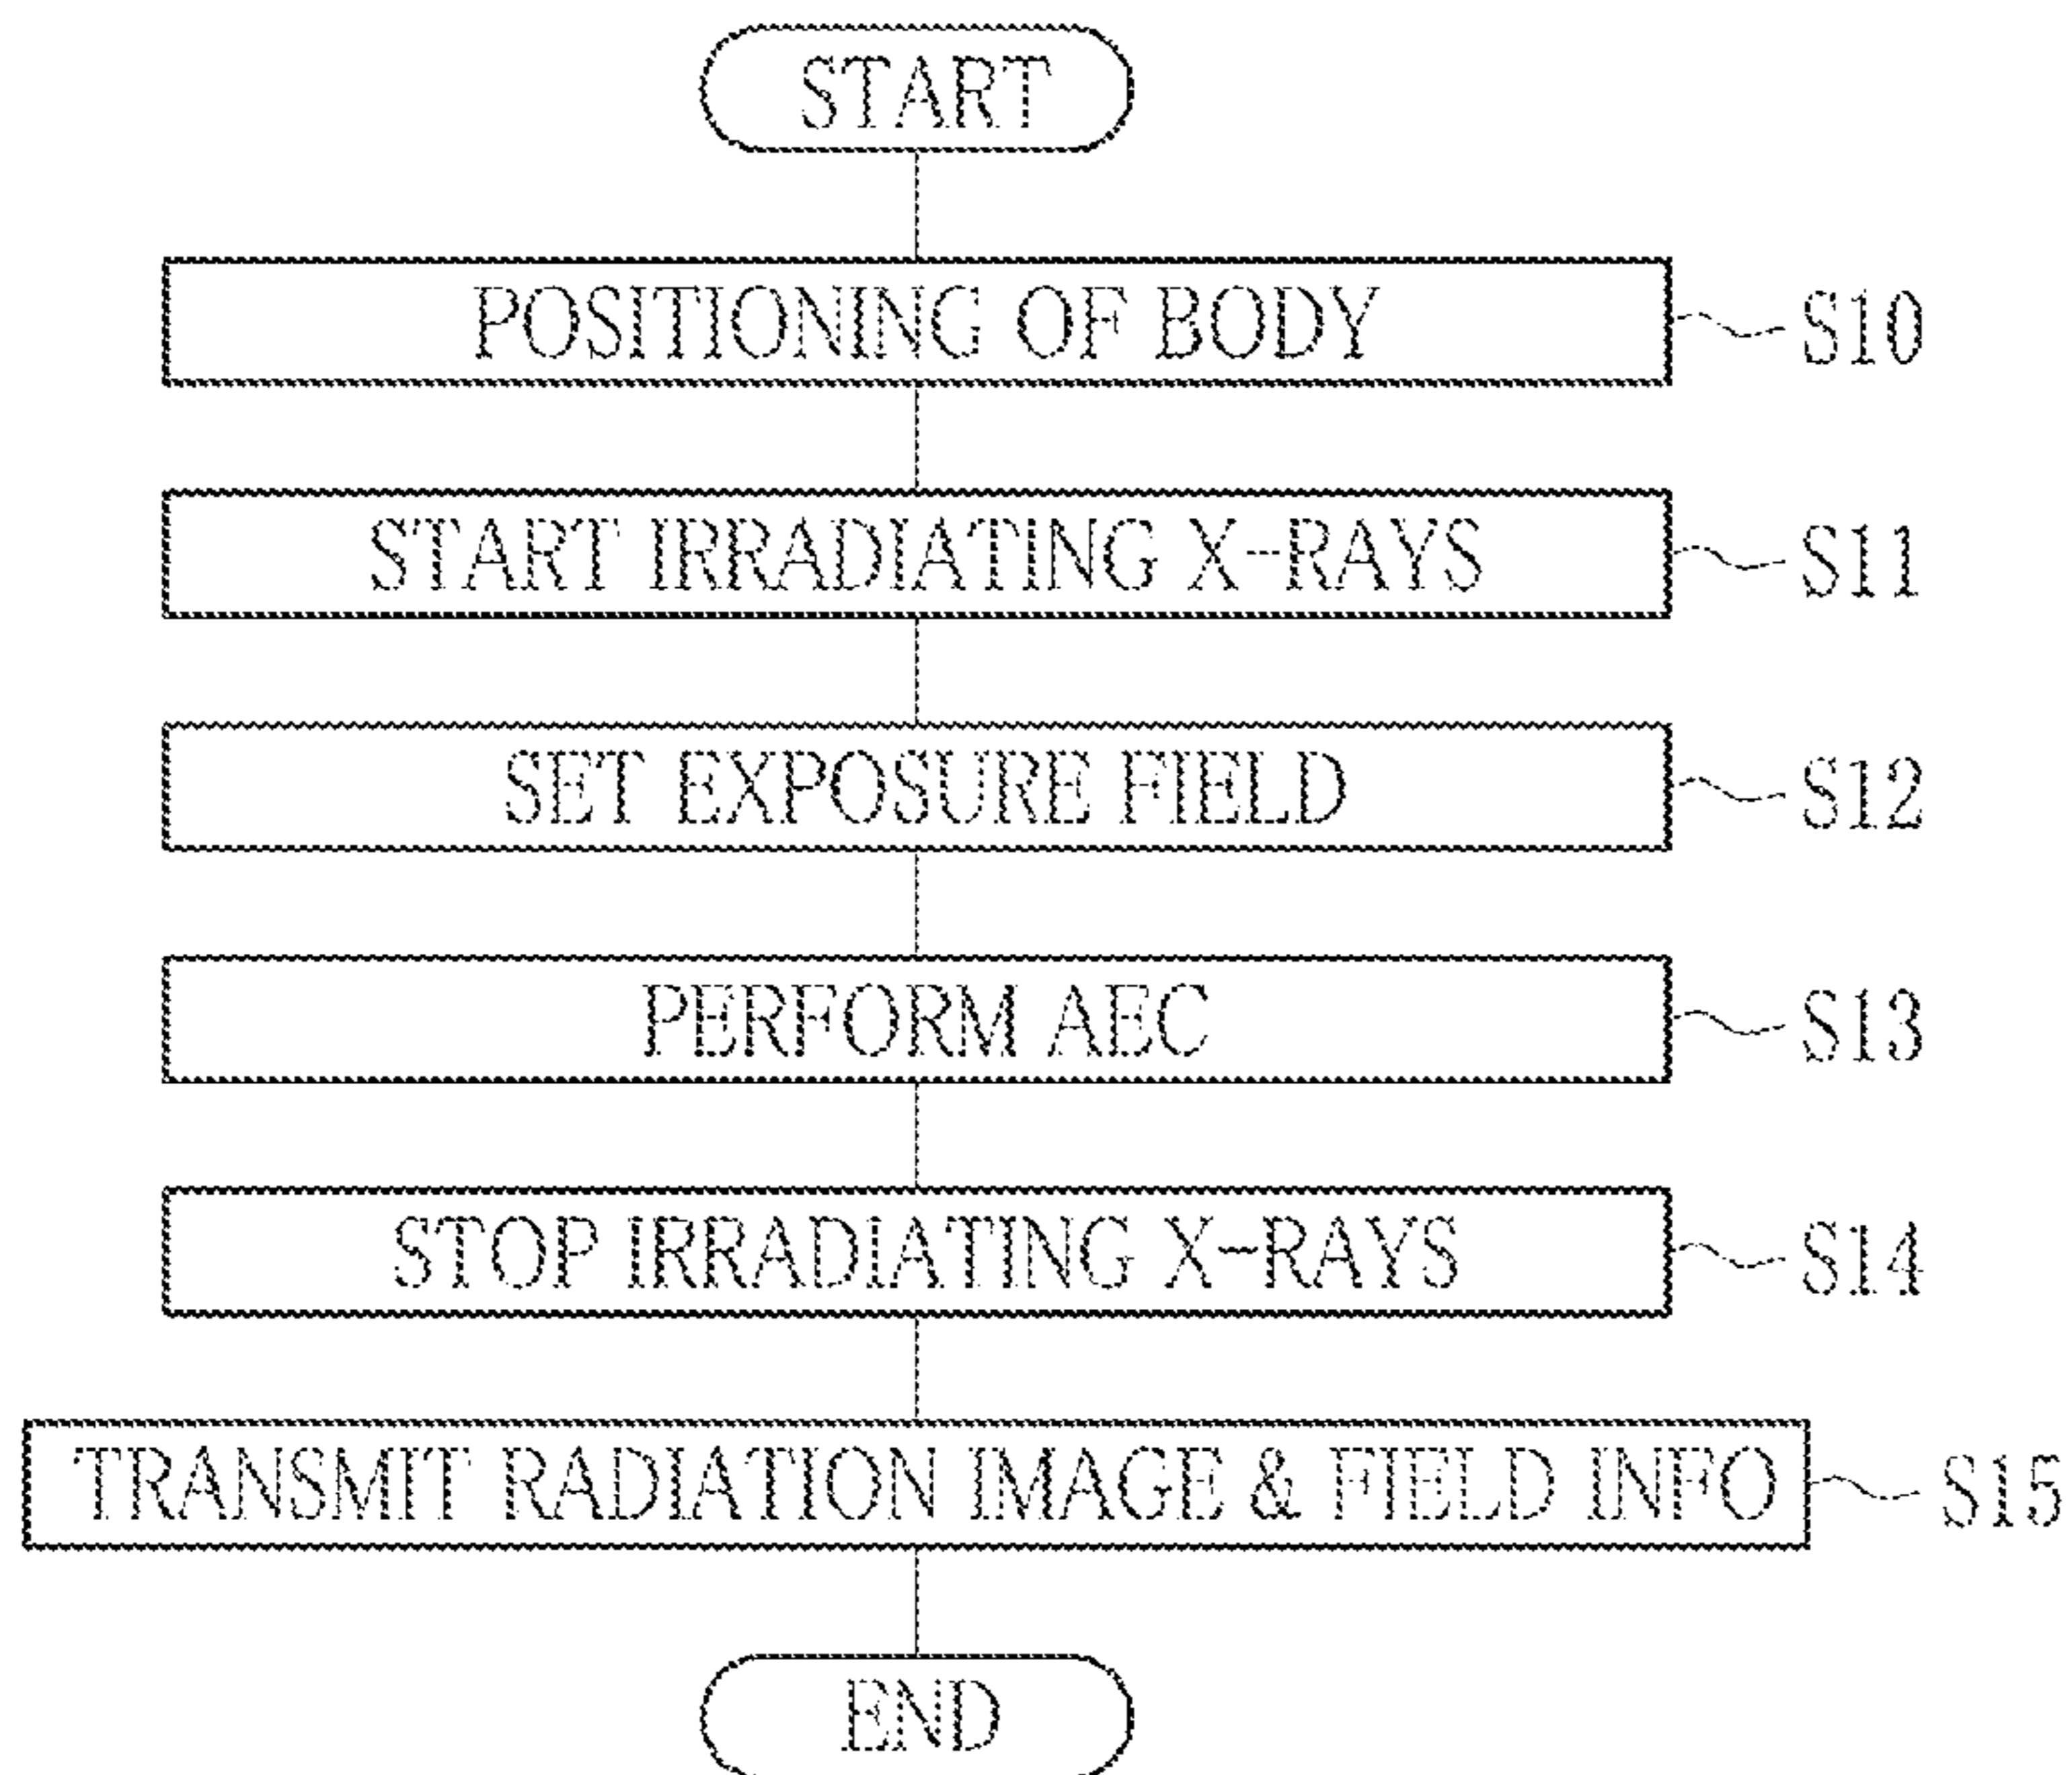 START
POSITIONING OF BODY S10
START IRRADIATING X-RAYS S11
SET EXPOSURE FIELD S12
PERFORM AEC S13
STOP IRRADIATING X-RAYS S14
TRANSMIT RADIATION IMAGE & FIELD INFO S15
END